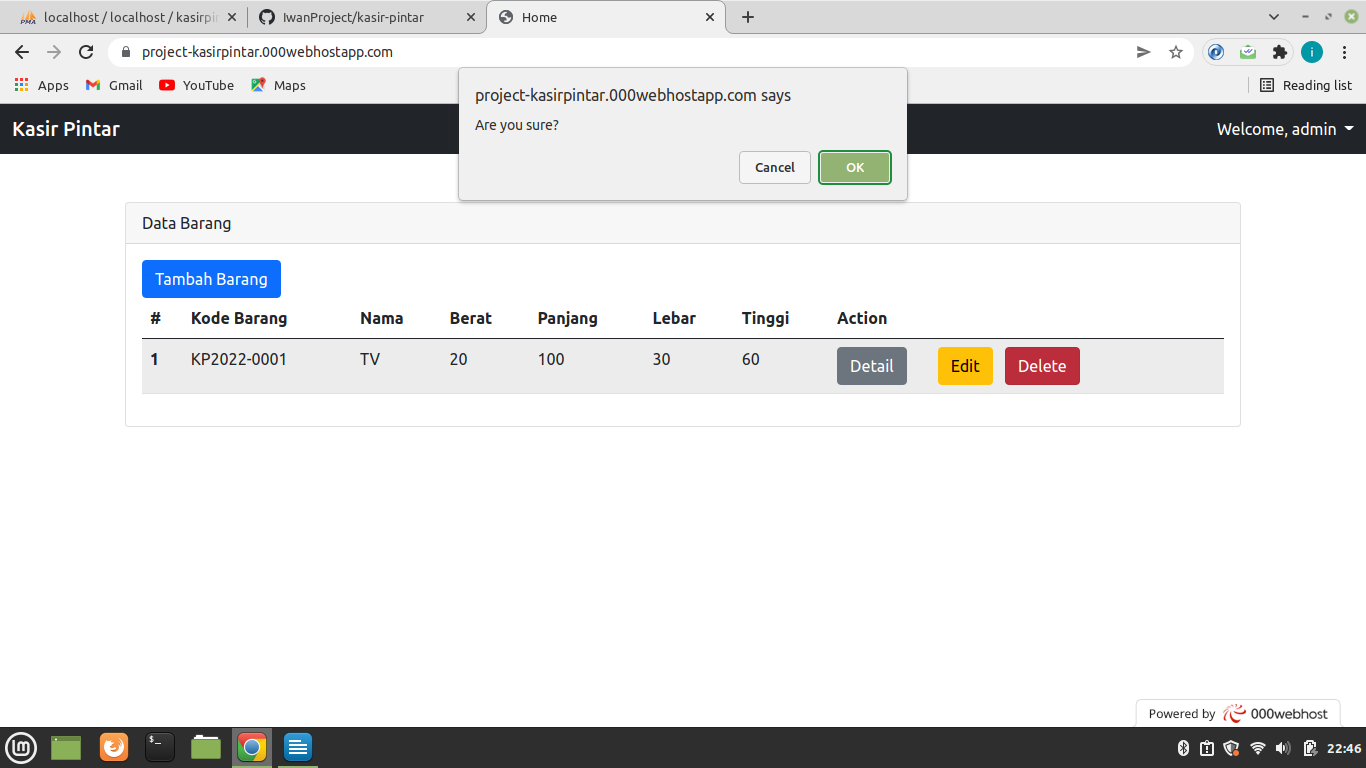 localhost / localhost / kasirpi
IwanProject/kasir-pintar
Home
project-kasirpintar.000webhostapp.com
i
Apps
Gmail
YouTube
Maps
Reading list
project-kasirpintar.000webhostapp.com says
Are you sure?
Cancel OK
Kasir Pintar
Welcome, admin
Data Barang
Tambah Barang
# Kode Barang Nama Berat Panjang Lebar Tinggi Action
1 KP2022-0001 TV 20 100 30 60 Detail Edit Delete
Powered by 000webhost
22:46